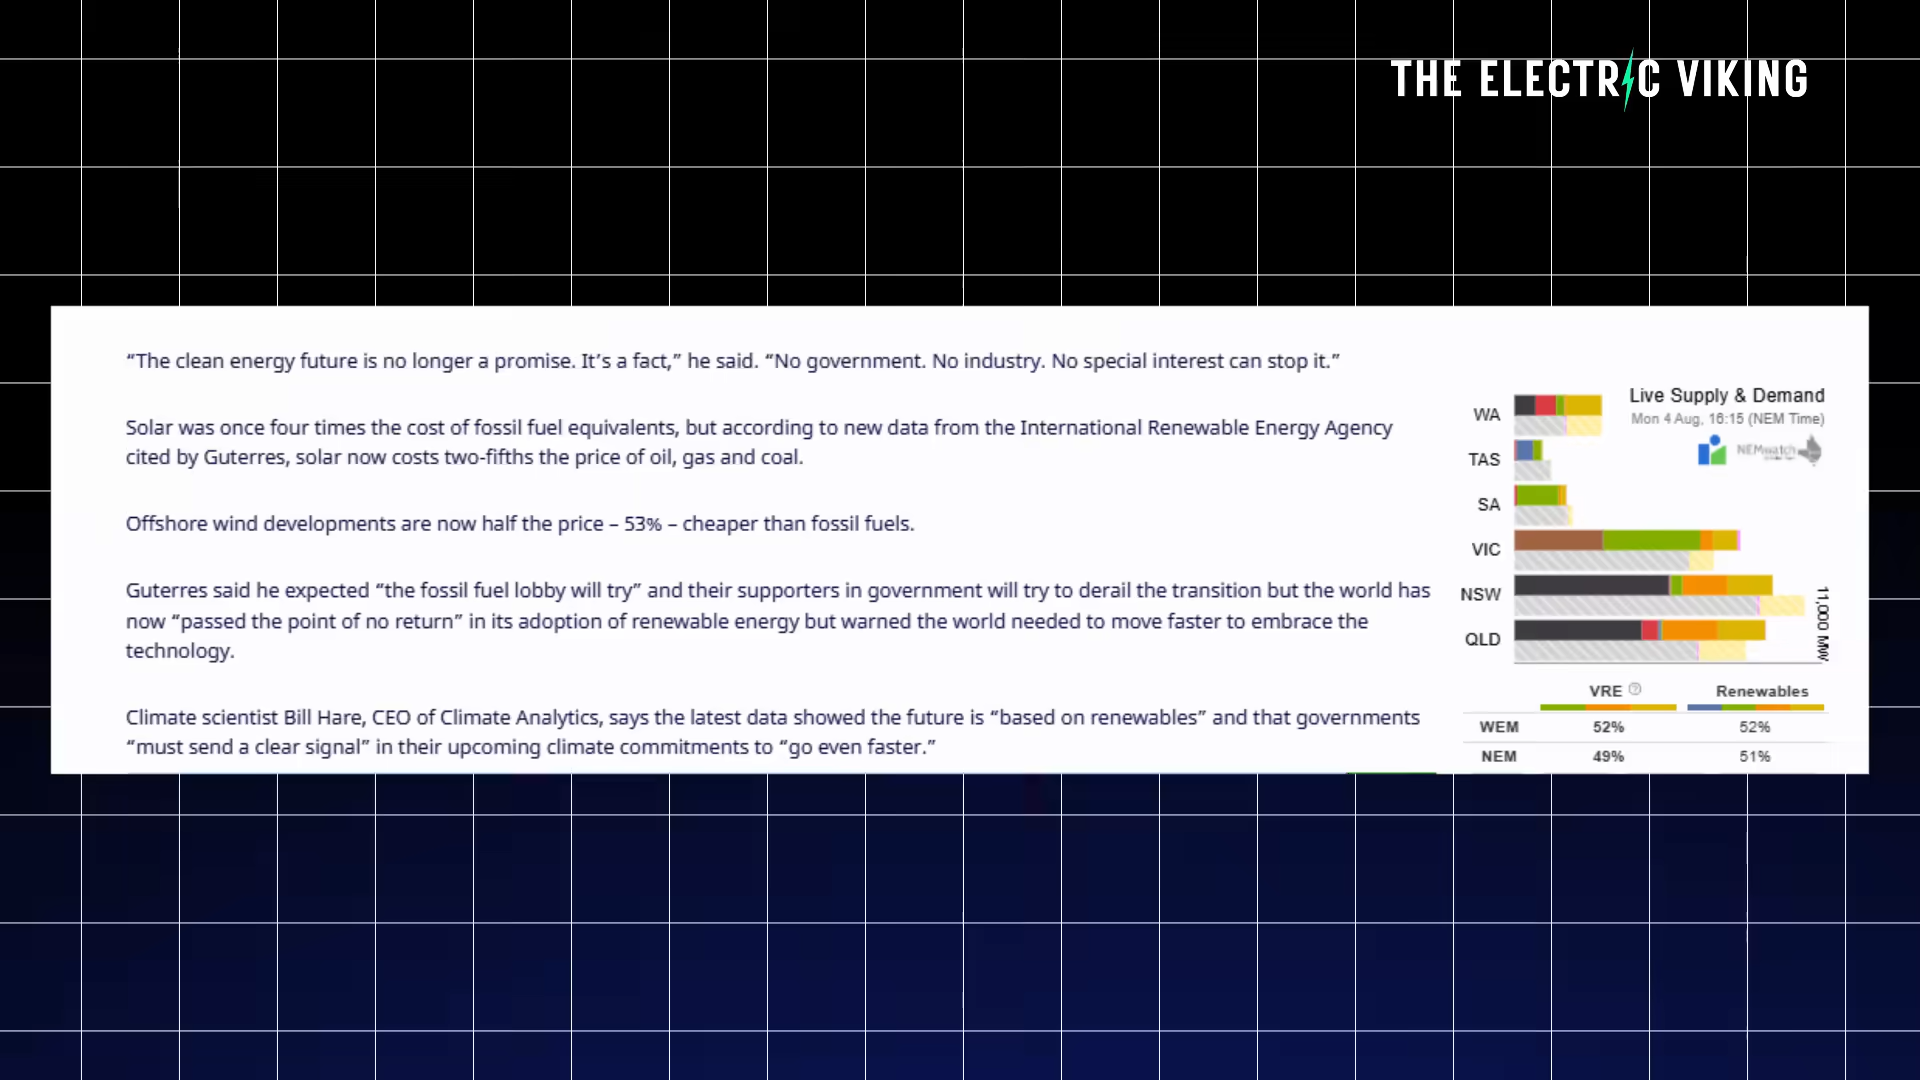 THE ELECTRIC VIKING
“The clean energy future is no longer a promise. It’s a fact,” he said. “No government. No industry. No special interest can stop it.”
Solar was once four times the cost of fossil fuel equivalents, but according to new data from the International Renewable Energy Agency
cited by Guterres, solar now costs two-fifths the price of oil, gas and coal.
Offshore wind developments are now half the price – 53% – cheaper than fossil fuels.
Guterres said he expected “the fossil fuel lobby will try” and their supporters in government will try to derail the transition but the world has
now “passed the point of no return” in its adoption of renewable energy but warned the world needed to move faster to embrace the
technology.
Climate scientist Bill Hare, CEO of Climate Analytics, says the latest data showed the future is “based on renewables” and that governments
“must send a clear signal” in their upcoming climate commitments to “go even faster.”
Live Supply & Demand
Mon 4 Aug, 16:15 (NEM Time)
NEMwatch
WA
TAS
SA
VIC
NSW
QLD
11,000 MW
VRE ? Renewables
WEM 52% 52%
NEM 49% 51%